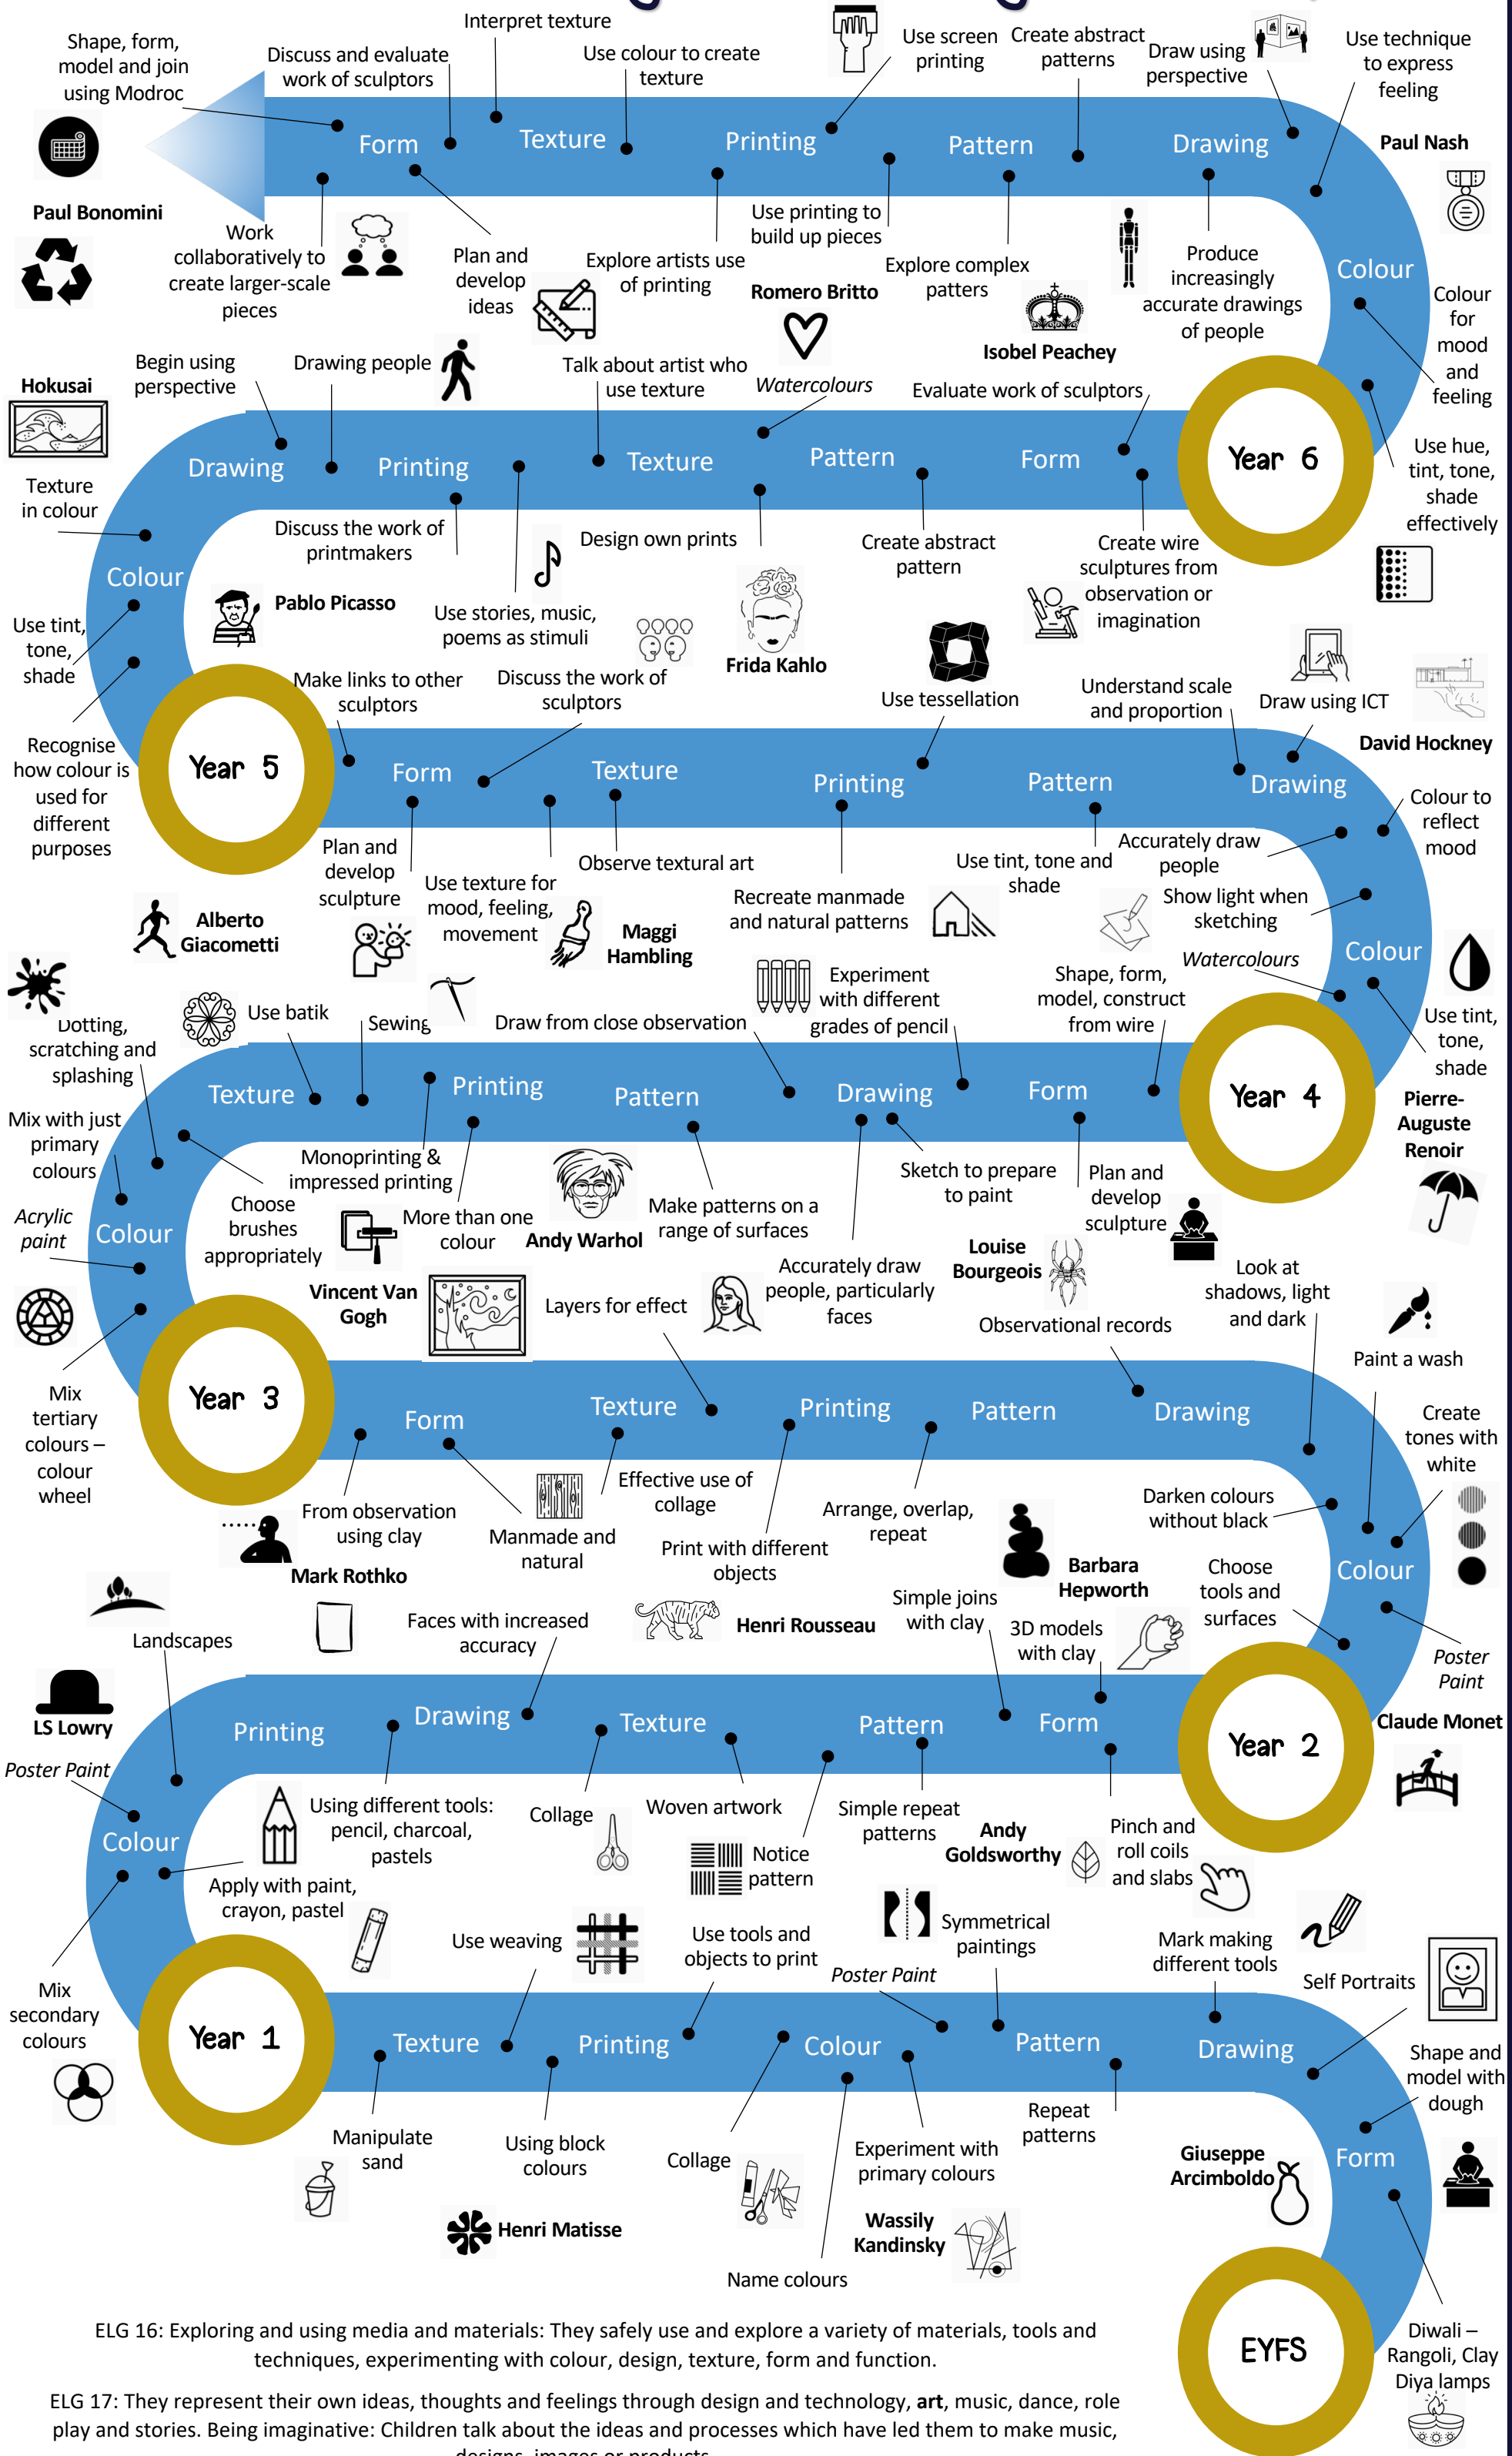 Interpret texture
Shape, form,
model and join
using Modroc
Discuss and evaluate
work of sculptors
Use colour to create
texture
Use screen
printing
Create abstract
patterns
Draw using
perspective
Use technique
to express
feeling
Form
Texture
Printing
Pattern
Drawing
Paul Nash
Paul Bonomini
Work
collaboratively to
create larger-scale
pieces
Plan and
develop
ideas
Explore artists use
of printing
Use printing to
build up pieces
Romero Britto
Explore complex
patters
Isobel Peachey
Produce
increasingly
accurate drawings
of people
Colour
Colour
for
mood
and
feeling
Hokusai
Begin using
perspective
Drawing people
Talk about artist who
use texture
Watercolours
Evaluate work of sculptors
Drawing
Printing
Texture
Pattern
Form
Year 6
Use hue,
tint, tone,
shade
effectively
Texture
in colour
Colour
Discuss the work of
printmakers
Design own prints
Create abstract
pattern
Create wire
sculptures from
observation or
imagination
Pablo Picasso
Use stories, music,
poems as stimuli
Frida Kahlo
Use tint,
tone,
shade
Make links to other
sculptors
Discuss the work of
sculptors
Use tessellation
Understand scale
and proportion
Draw using ICT
David Hockney
Recognise
how colour is
used for
different
purposes
Year 5
Form
Texture
Printing
Pattern
Drawing
Colour to
reflect
mood
Plan and
develop
sculpture
Use texture for
mood, feeling,
movement
Observe textural art
Recreate manmade
and natural patterns
Use tint, tone and
shade
Accurately draw
people
Show light when
sketching
Alberto
Giacometti
Maggi
Hambling
Watercolours
Colour
Dotting,
scratching and
splashing
Use batik
Sewing
Draw from close observation
Experiment
with different
grades of pencil
Shape, form,
model, construct
from wire
Use tint,
tone,
shade
Texture
Printing
Pattern
Drawing
Form
Year 4
Pierre-
Auguste
Renoir
Mix with just
primary
colours
Monoprinting &
impressed printing
Choose
brushes
appropriately
More than one
colour
Andy Warhol
Make patterns on a
range of surfaces
Sketch to prepare
to paint
Plan and
develop
sculpture
Acrylic
paint
Colour
Vincent Van
Gogh
Layers for effect
Accurately draw
people, particularly
faces
Louise
Bourgeois
Look at
shadows, light
and dark
Observational records
Paint a wash
Mix
tertiary
colours –
colour
wheel
Year 3
Form
Texture
Printing
Pattern
Drawing
Create
tones with
white
From observation
using clay
Manmade and
natural
Effective use of
collage
Print with different
objects
Arrange, overlap,
repeat
Darken colours
without black
Mark Rothko
Barbara
Hepworth
Choose
tools and
surfaces
Colour
Landscapes
Faces with increased
accuracy
Henri Rousseau
Simple joins
with clay
3D models
with clay
Poster
Paint
LS Lowry
Printing
Drawing
Texture
Pattern
Form
Year 2
Claude Monet
Poster Paint
Colour
Using different tools:
pencil, charcoal,
pastels
Collage
Woven artwork
Notice
pattern
Simple repeat
patterns
Andy
Goldsworthy
Pinch and
roll coils
and slabs
Apply with paint,
crayon, pastel
Use weaving
Use tools and
objects to print
Symmetrical
paintings
Poster Paint
Mark making
different tools
Self Portraits
Mix
secondary
colours
Year 1
Texture
Printing
Colour
Pattern
Drawing
Shape and
model with
dough
Manipulate
sand
Using block
colours
Collage
Experiment with
primary colours
Repeat
patterns
Giuseppe
Arcimboldo
Form
Henri Matisse
Wassily
Kandinsky
Name colours
EYFS
Diwali –
Rangoli, Clay
Diya lamps
ELG 16: Exploring and using media and materials: They safely use and explore a variety of materials, tools and
techniques, experimenting with colour, design, texture, form and function.
ELG 17: They represent their own ideas, thoughts and feelings through design and technology, art, music, dance, role
play and stories. Being imaginative: Children talk about the ideas and processes which have led them to make music,
designs, images or products